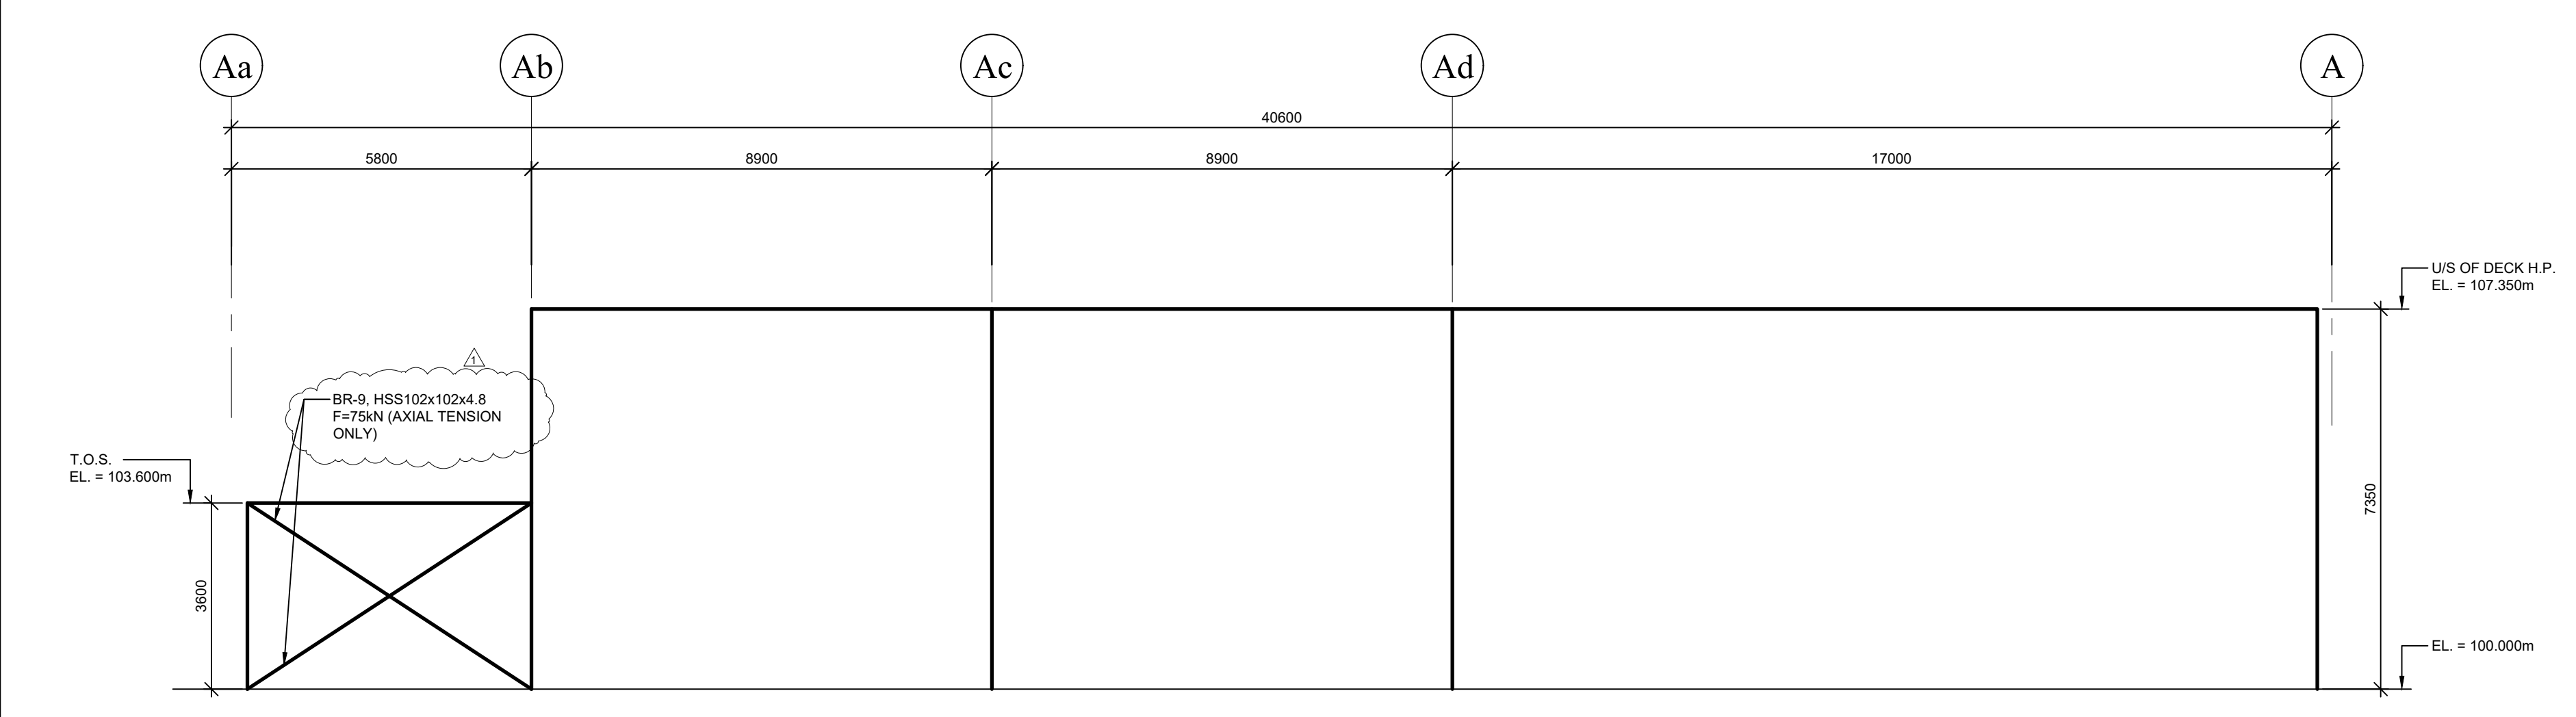 Aa
Ab
Ac
Ad
A
40600
5800
8900
8900
17000
U/S OF DECK H.P.
EL. = 107.350m
1
BR-9, HSS102x102x4.8
F=75kN (AXIAL TENSION
ONLY)
T.O.S.
EL. = 103.600m
7350
3600
EL. = 100.000m